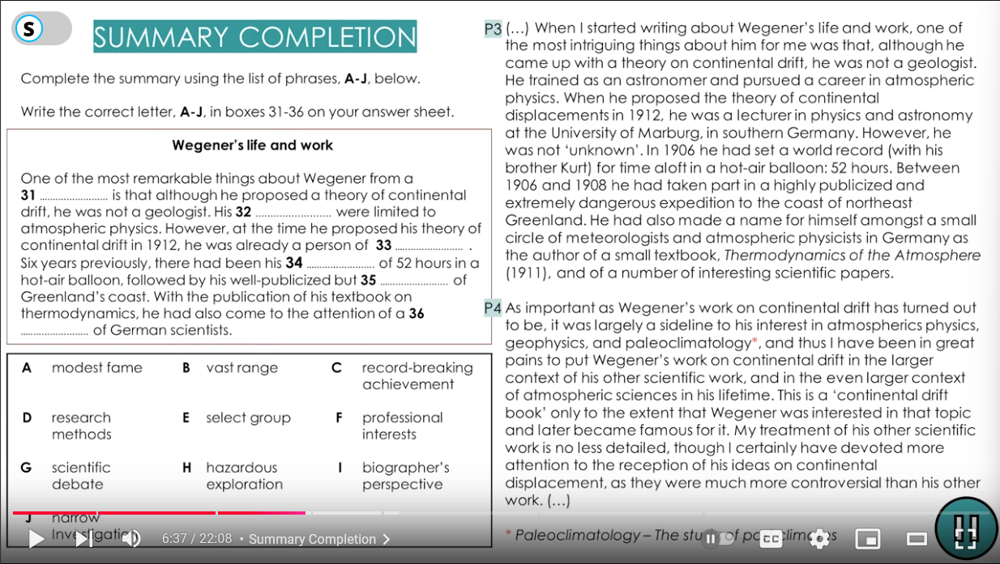 S
SUMMARY COMPLETION
Complete the summary using the list of phrases, A-J, below.
Write the correct letter, A-J, in boxes 31-36 on your answer sheet.
Wegener's life and work
One of the most remarkable things about Wegener from a
31 ......................... is that although he proposed a theory of continental
drift, he was not a geologist. His 32 ............................ were limited to
atmospheric physics. However, at the time he proposed his theory of
continental drift in 1912, he was already a person of 33 ......................... .
Six years previously, there had been his 34 ......................... of 52 hours in a
hot-air balloon, followed by his well-publicized but 35 ......................... of
Greenland's coast. With the publication of his textbook on
thermodynamics, he had also come to the attention of a 36
......................... of German scientists.
A modest fame B vast range C record-breaking
achievement
D research E select group F professional
methods interests
G scientific H hazardous I biographer's
debate exploration perspective
J narrow
P3 (…) When I started writing about Wegener's life and work, one of
the most intriguing things about him for me was that, although he
came up with a theory on continental drift, he was not a geologist.
He trained as an astronomer and pursued a career in atmospheric
physics. When he proposed the theory of continental
displacements in 1912, he was a lecturer in physics and astronomy
at the University of Marburg, in southern Germany. However, he
was not 'unknown'. In 1906 he had set a world record (with his
brother Kurt) for time aloft in a hot-air balloon: 52 hours. Between
1906 and 1908 he had taken part in a highly publicized and
extremely dangerous expedition to the coast of northeast
Greenland. He had also made a name for himself amongst a small
circle of meteorologists and atmospheric physicists in Germany as
the author of a small textbook, Thermodynamics of the Atmosphere
(1911), and of a number of interesting scientific papers.
P4 As important as Wegener's work on continental drift has turned out
to be, it was largely a sideline to his interest in atmospherics physics,
geophysics, and paleoclimatology*, and thus I have been in great
pains to put Wegener's work on continental drift in the larger
context of his other scientific work, and in the even larger context
of atmospheric sciences in his lifetime. This is a 'continental drift
book' only to the extent that Wegener was interested in that topic
and later became famous for it. My treatment of his other scientific
work is no less detailed, though I certainly have devoted more
attention to the reception of his ideas on continental
displacement, as they were much more controversial than his other
work. (…)
* Paleoclimatology – The of
6:37 / 22:08 • Summary Completion
CC